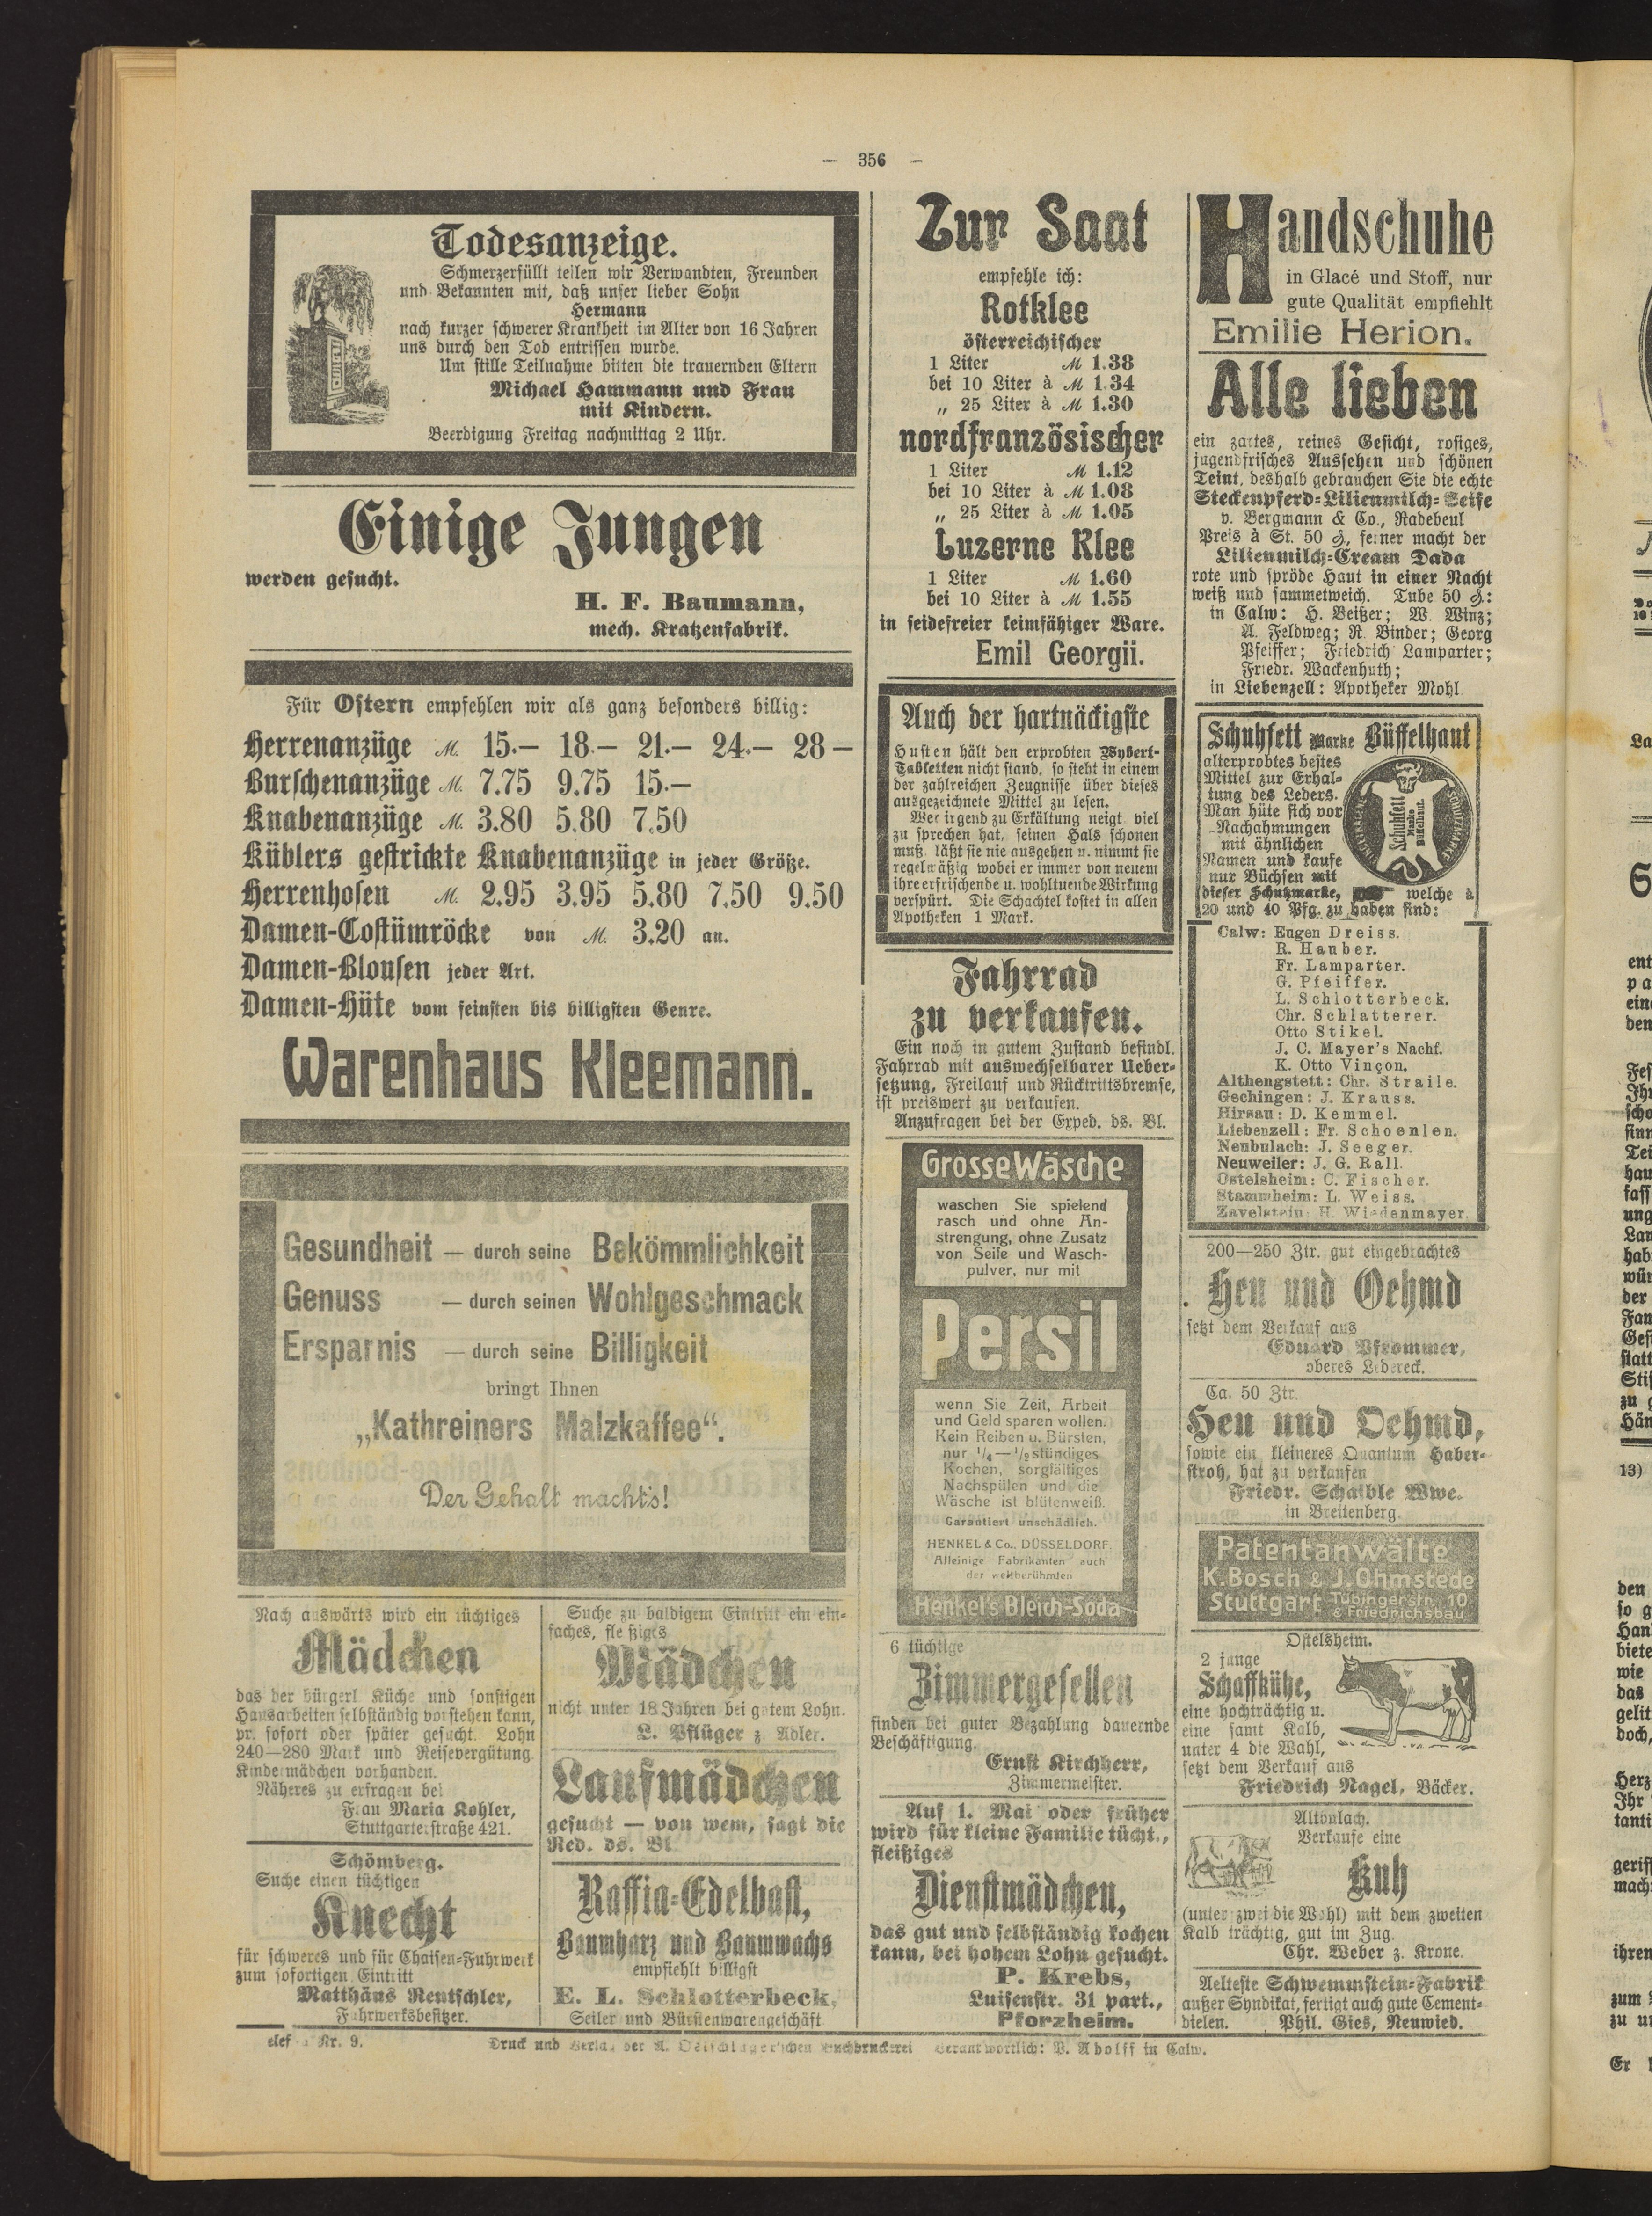 — 356 —
Todesanzeige.
Schmerzerfüllt teilen wir Verwandten, Freunden
und Bekannten mit, daß unser lieber Sohn
Hermann
nach kurzer schwerer Krankheit im Alter von 16 Jahren
uns durch den Tod entrissen wurde.
Um stille Teilnahme bitten die trauernden Eltern
Michael Hammann und Frau
mit Kindern.
Beerdigung Freitag nachmittag 2 Uhr.
Einige Jungen
werden gesucht.
H. F. Baumann,
mech. Kratzenfabrik.
Für Ostern empfehlen wir als ganz besonders billig:
Herrenanzüge M. 15.— 18.— 21.— 24.— 28 —
Burschenanzüge M. 7.75 9.75 15.—
Knabenanzüge M. 3.80 5.80 7.50
Küblers gestrickte Knabenanzüge in jeder Größe.
Herrenhosen M. 2.95 3.95 5.80 7.50 9.50
Damen-Costümröcke von M. 3.20 an.
Damen-Blousen jeder Art.
Damen-Hüte vom feinsten bis billigsten Genre.
Warenhaus Kleemann.
Gesundheit — durch seine Bekömmlichkeit
Genuss — durch seinen Wohlgeschmack
Ersparnis — durch seine Billigkeit
bringt Ihnen
„Kathreiners Malzkaffee“.
Der Gehalt macht's!
Nach auswärts wird ein tüchtiges
Mädchen
das der bürgerl Küche und sonstigen
Hausarbeiten selbständig vorstehen kann,
pr. sofort oder später gesucht. Lohn
240—280 Mark und Reisevergütung
Kindermädchen vorhanden.
Näheres zu erfragen bei
Frau Maria Kohler,
Stuttgarterstraße 421.
Schömberg.
Suche einen tüchtigen
Knecht
für schweres und für Chaisen-Fuhrwerk
zum sofortigen Eintritt
Matthäus Rentschler,
Fuhrwerksbesitzer.
Suche zu baldigem Eintritt ein ein-
faches, fleißiges
Mädchen
nicht unter 18 Jahren bei gutem Lohn.
L. Pflüger z. Adler.
Laufmädchen
gesucht — von wem, sagt die
Red. ds. Bl
Raffia-Edelbast,
Baumharz und Baumwachs
empfiehlt billigst
E. L. Schlotterbeck,
Seiler und Bürstenwarengeschäft
Zur Saat
empfehle ich:
Rotklee
österreichischer
1 Liter M 1.38
bei 10 Liter à M 1.34
„ 25 Liter à M 1.30
nordfranzösischer
1 Liter M 1.12
bei 10 Liter à M 1.08
„ 25 Liter à M 1.05
Luzerne Klee
1 Liter M 1.60
bei 10 Liter à M 1.55
in seidefreier keimfähiger Ware.
Emil Georgii.
Auch der hartnäckigste
Husten hält den erprobten Wybert-
Tabletten nicht stand, so steht in einem
der zahlreichen Zeugnisse über dieses
ausgezeichnete Mittel zu lesen.
Wer irgend zu Erkältung neigt viel
zu sprechen hat, seinen Hals schonen
muß, läßt sie nie ausgehen u. nimmt sie
regelmäßig wobei er immer von neuem
ihre erfrischende u. wohltuende Wirkung
verspürt. Die Schachtel kostet in allen
Apotheken 1 Mark.
Fahrrad
zu verkaufen.
Ein noch in gutem Zustand befindl.
Fahrrad mit auswechselbarer Ueber-
setzung, Freilauf und Rücktrittsbremse,
ist preiswert zu verkaufen.
Anzufragen bei der Exped. ds. Bl.
Grosse Wäsche
waschen Sie spielend
rasch und ohne An-
strengung, ohne Zusatz
von Seife und Wasch-
pulver, nur mit
Persil
wenn Sie Zeit, Arbeit
und Geld sparen wollen.
Kein Reiben u. Bürsten,
nur 1/4—1/2 stündiges
Kochen, sorgfälliges
Nachspülen und die
Wäsche ist blütenweiß.
Garantiert unschädlich.
HENKEL & Co., DÜSSELDORF,
Alleinige Fabrikanten auch
der weltberühmten
Henkel's Bleich-Soda
6 tüchtige
Zimmergesellen
finden bei guter Bezahlung dauernde
Beschäftigung.
Ernst Kirchherr,
Zimmermeister.
Auf 1. Mai oder früher
wird für kleine Familie tücht.,
fleißiges
Dienstmädchen,
das gut und selbständig kochen
kann, bei hohem Lohn gesucht.
P. Krebs,
Luisenstr. 31 part.,
Pforzheim.
Handschuhe
in Glacé und Stoff, nur
gute Qualität empfiehlt
Emilie Herion.
Alle lieben
ein zartes, reines Gesicht, rosiges,
jugendfrisches Aussehen und schönen
Teint, deshalb gebrauchen Sie die echte
Steckenpferd-Lilienmilch-Seife
v. Bergmann & Co., Radebeul
Preis à St. 50 ₰, ferner macht der
Lilienmilch-Cream Dada
rote und spröde Haut in einer Nacht
weiß und sammetweich. Tube 50 ₰:
in Calw: H. Beißer; W. Winz;
A. Feldweg; R. Binder; Georg
Pfeiffer; Friedrich Lamparter;
Friedr. Wackenhuth;
in Liebenzell: Apotheker Mohl
Schuhfett Marke Büffelhaut
alterprobtes bestes
Mittel zur Erhal-
tung des Leders.
Man hüte sich vor
Nachahmungen
mit ähnlichen
Namen und kaufe
nur Büchsen mit
dieser Schutzmarke, welche à
20 und 40 Pfg. zu haben sind:
Schuhfett
Marke
Büffelhaut.
SCHUTZMARKE
Calw: Eugen Dreiss.
R. Hauber.
Fr. Lamparter.
G. Pfeiffer.
L. Schlotterbeck.
Chr. Schlatterer.
Otto Stikel.
J. C. Mayer's Nachf.
K. Otto Vinçon.
Althengstett: Chr. Straile.
Gechingen: J. Krauss.
Hirsau: D. Kemmel.
Liebenzell: Fr. Schoenlen.
Neubulach: J. Seeger.
Neuweiler: J. G. Rall.
Ostelsheim: C. Fischer.
Stammheim: L. Weiss.
Zavelstein: H. Wiedenmayer.
200—250 Ztr. gut eingebrachtes
Heu und Oehmd
setzt dem Verkauf aus
Eduard Pfrommer,
oberes Ledereck.
Ca. 50 Ztr.
Heu und Oehmd,
sowie ein kleineres Quantum Haber-
stroh, hat zu verkaufen
Friedr. Schaible Wwe.
in Breitenberg.
Patentanwälte
K. Bosch & J. Ohmstede
Stuttgart Tübingerstr. 10
& Friedrichsbau
Ostelsheim.
2 junge
Schaffkühe,
eine hochträchtig u.
eine samt Kalb,
unter 4 die Wahl,
setzt dem Verkauf aus
Friedrich Nagel, Bäcker.
Altbulach.
Verkaufe eine
Kuh
(unter zwei die Wahl) mit dem zweiten
Kalb trächtig, gut im Zug.
Chr. Weber z. Krone.
Aelteste Schwemmstein-Fabrik
außer Syndikat, fertigt auch gute Cement-
dielen. Phil. Gies, Neuwied.
Nr. 9. Druck und Verlag der A. Oelschläger'schen Buchdruckerei Verantwortlich: P. Adolff in Calw.